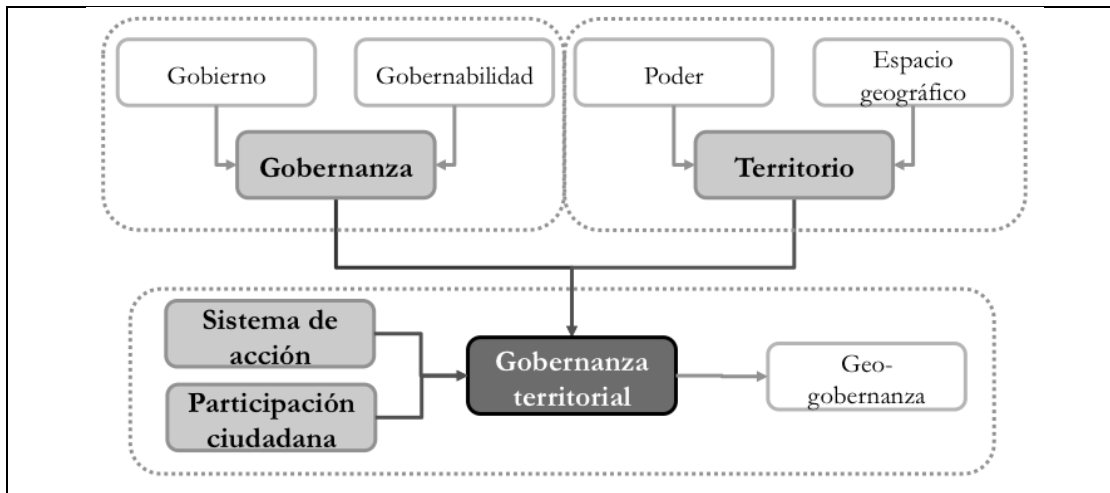 Gobierno
Gobernabilidad
Gobernanza
Poder
Espacio
geográfico
Territorio
Sistema de
acción
Participación
ciudadana
Gobernanza
territorial
Geo-
gobernanza